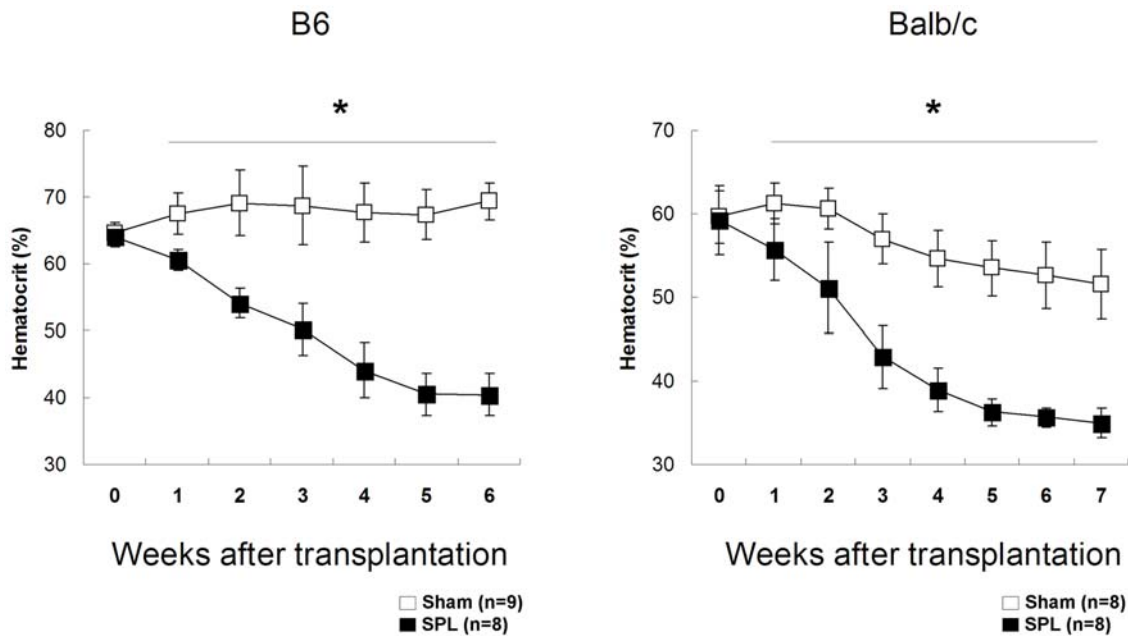 B6
*
80
70
60
50
40
30
Hematocrit (%)
0 1 2 3 4 5 6
Weeks after transplantation
Sham (n=9)
SPL (n=8)
Balb/c
*
70
60
50
40
30
Hematocrit (%)
0 1 2 3 4 5 6 7
Weeks after transplantation
Sham (n=8)
SPL (n=8)